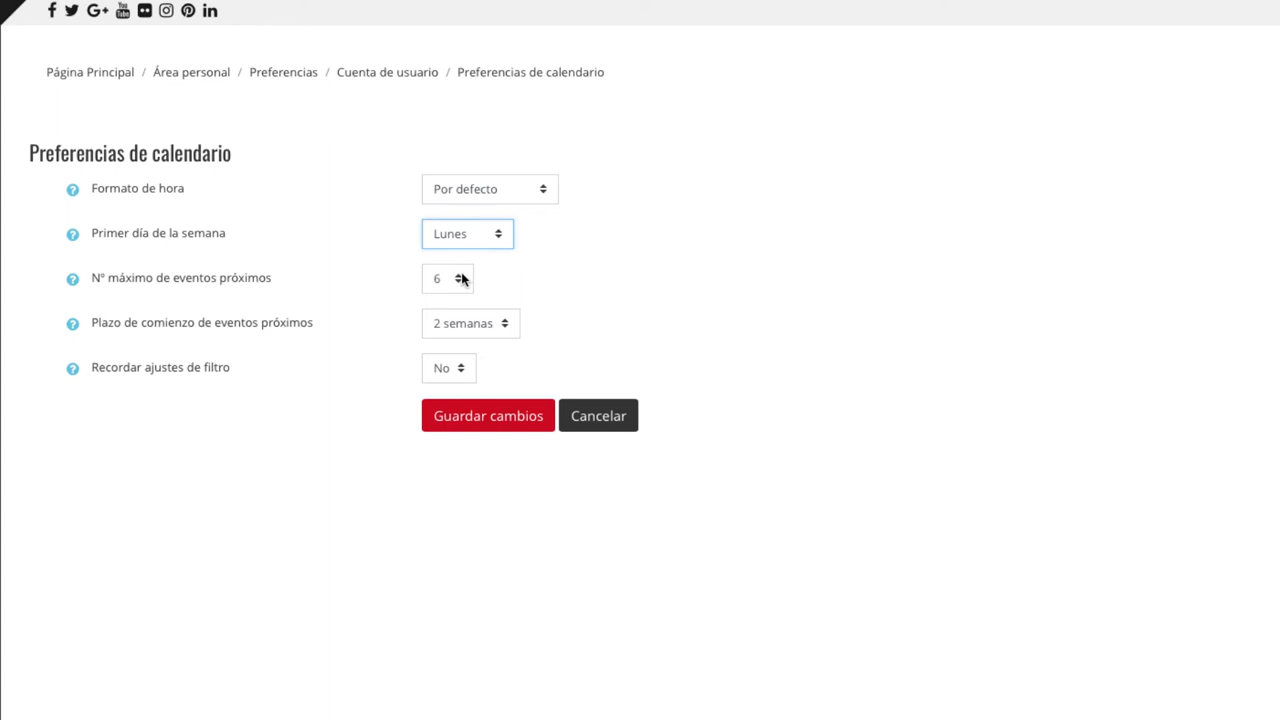 Página Principal / Área personal / Preferencias / Cuenta de usuario / Preferencias de calendario
Preferencias de calendario
Formato de hora Por defecto
Primer día de la semana Lunes
Nº máximo de eventos próximos 6
Plazo de comienzo de eventos próximos 2 semanas
Recordar ajustes de filtro No
Guardar cambios Cancelar